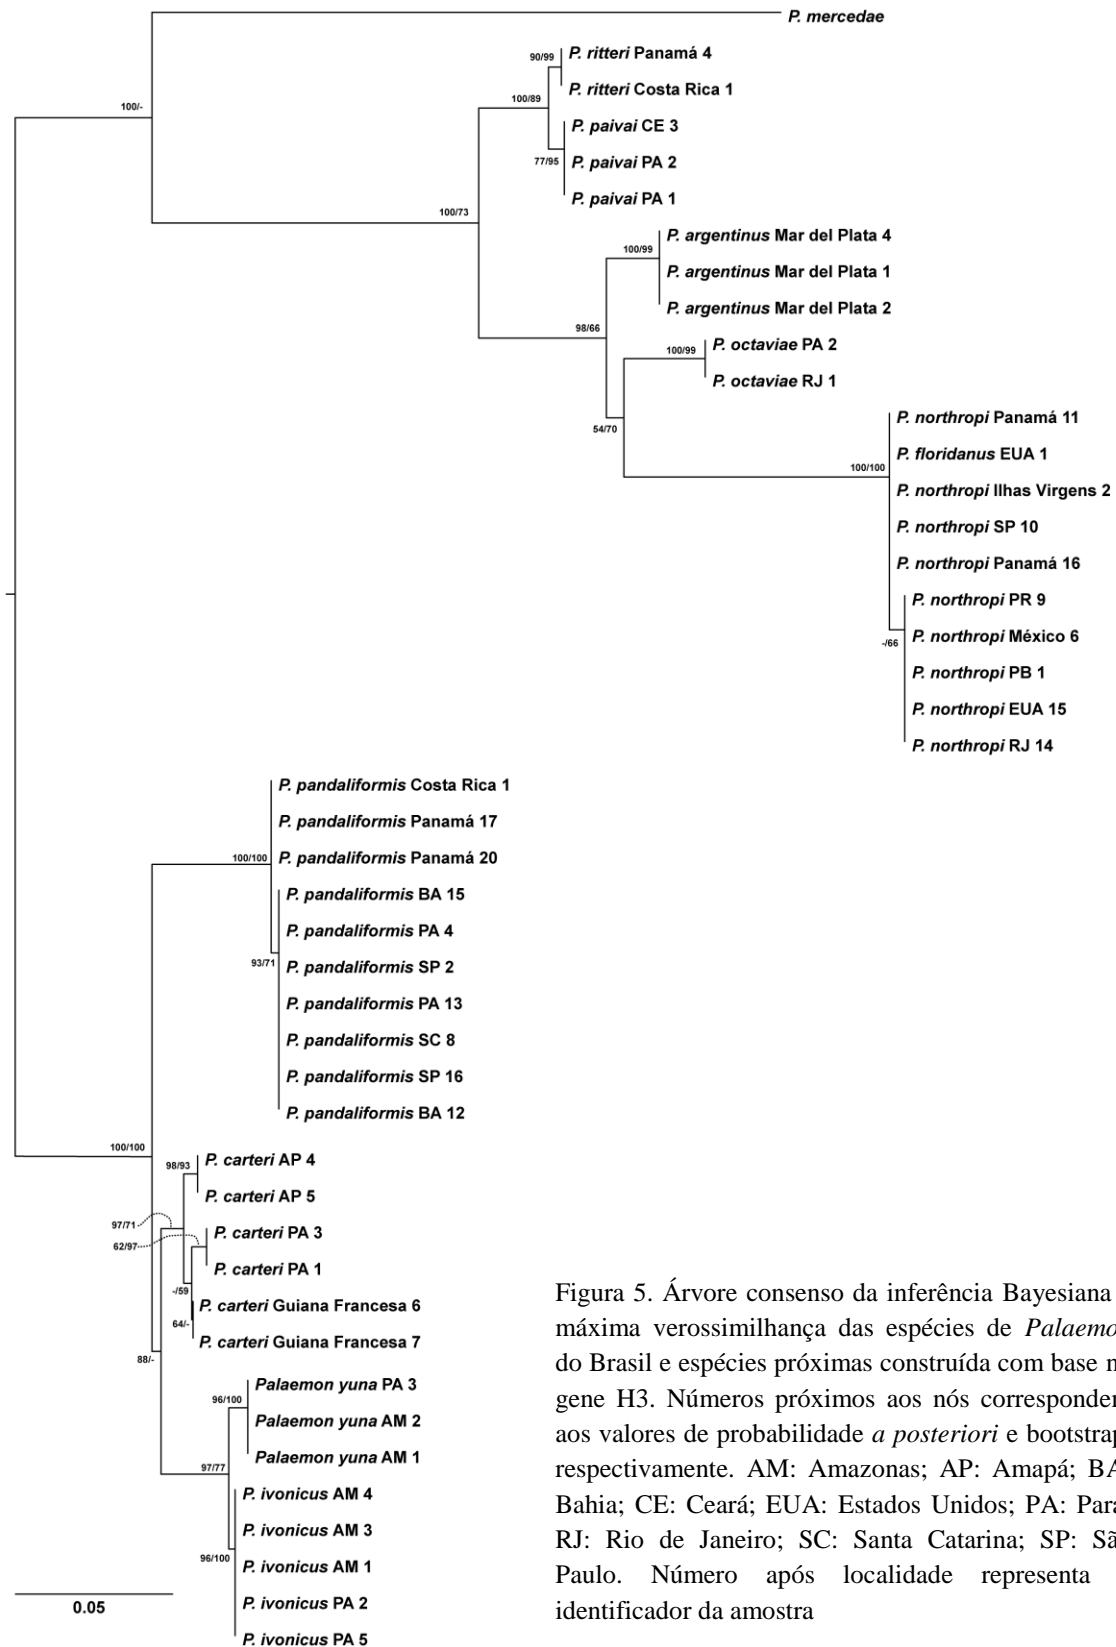 P. mercedae
90/99
P. ritteri Panamá 4
P. ritteri Costa Rica 1
100/-
100/89
P. paivai CE 3
77/95
P. paivai PA 2
P. paivai PA 1
100/73
P. argentinus Mar del Plata 4
100/99
P. argentinus Mar del Plata 1
P. argentinus Mar del Plata 2
98/66
P. octaviae PA 2
100/99
P. octaviae RJ 1
54/70
P. northropi Panamá 11
P. floridanus EUA 1
100/100
P. northropi Ilhas Virgens 2
P. northropi SP 10
P. northropi Panamá 16
P. northropi PR 9
P. northropi México 6
-/66
P. northropi PB 1
P. northropi EUA 15
P. northropi RJ 14
P. pandaliformis Costa Rica 1
P. pandaliformis Panamá 17
100/100
P. pandaliformis Panamá 20
P. pandaliformis BA 15
P. pandaliformis PA 4
93/71
P. pandaliformis SP 2
P. pandaliformis PA 13
P. pandaliformis SC 8
P. pandaliformis SP 16
P. pandaliformis BA 12
100/100
98/93
P. carteri AP 4
P. carteri AP 5
97/71
P. carteri PA 3
62/97
P. carteri PA 1
-/59
P. carteri Guiana Francesa 6
64/-
P. carteri Guiana Francesa 7
88/-
Palaemon yuna PA 3
96/100
Palaemon yuna AM 2
Palaemon yuna AM 1
97/77
P. ivonicus AM 4
P. ivonicus AM 3
96/100
P. ivonicus AM 1
P. ivonicus PA 2
P. ivonicus PA 5
0.05
Figura 5. Árvore consenso da inferência Bayesiana
máxima verossimilhança das espécies de Palaemo
do Brasil e espécies próximas construída com base n
gene H3. Números próximos aos nós corresponden
aos valores de probabilidade a posteriori e bootstrap
respectivamente. AM: Amazonas; AP: Amapá; BA
Bahia; CE: Ceará; EUA: Estados Unidos; PA: Pará
RJ: Rio de Janeiro; SC: Santa Catarina; SP: Sã
Paulo. Número após localidade representa
identificador da amostra